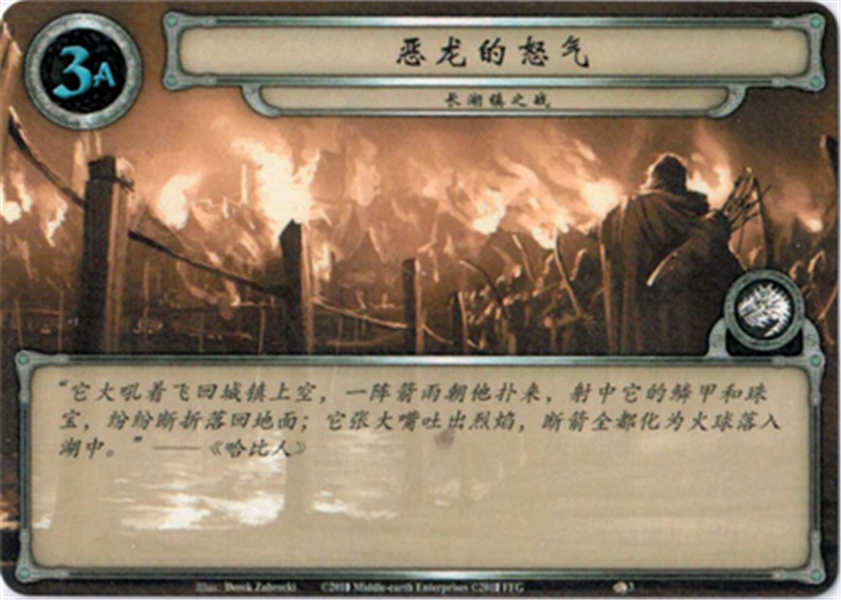 3A
恶龙的怒气
长湖镇之战
“它大吼着飞回城镇上空，一阵箭雨朝他扑来，射中它的鳞甲和珠
宝，纷纷断折落回地面；它张大嘴吐出烈焰，断箭全都化为火球落入
湖中。”——《哈比人》
Illus. Derek Zabrocki ©2011 Middle-earth Enterprises ©2011 FFG 3